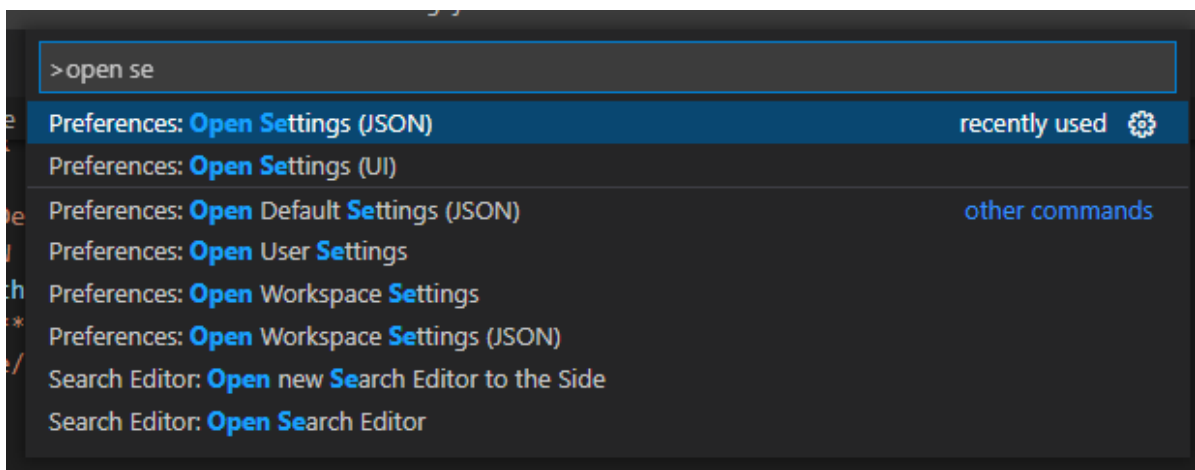 >open se
Preferences: Open Settings (JSON) recently used
Preferences: Open Settings (UI)
Preferences: Open Default Settings (JSON) other commands
Preferences: Open User Settings
Preferences: Open Workspace Settings
Preferences: Open Workspace Settings (JSON)
Search Editor: Open new Search Editor to the Side
Search Editor: Open Search Editor